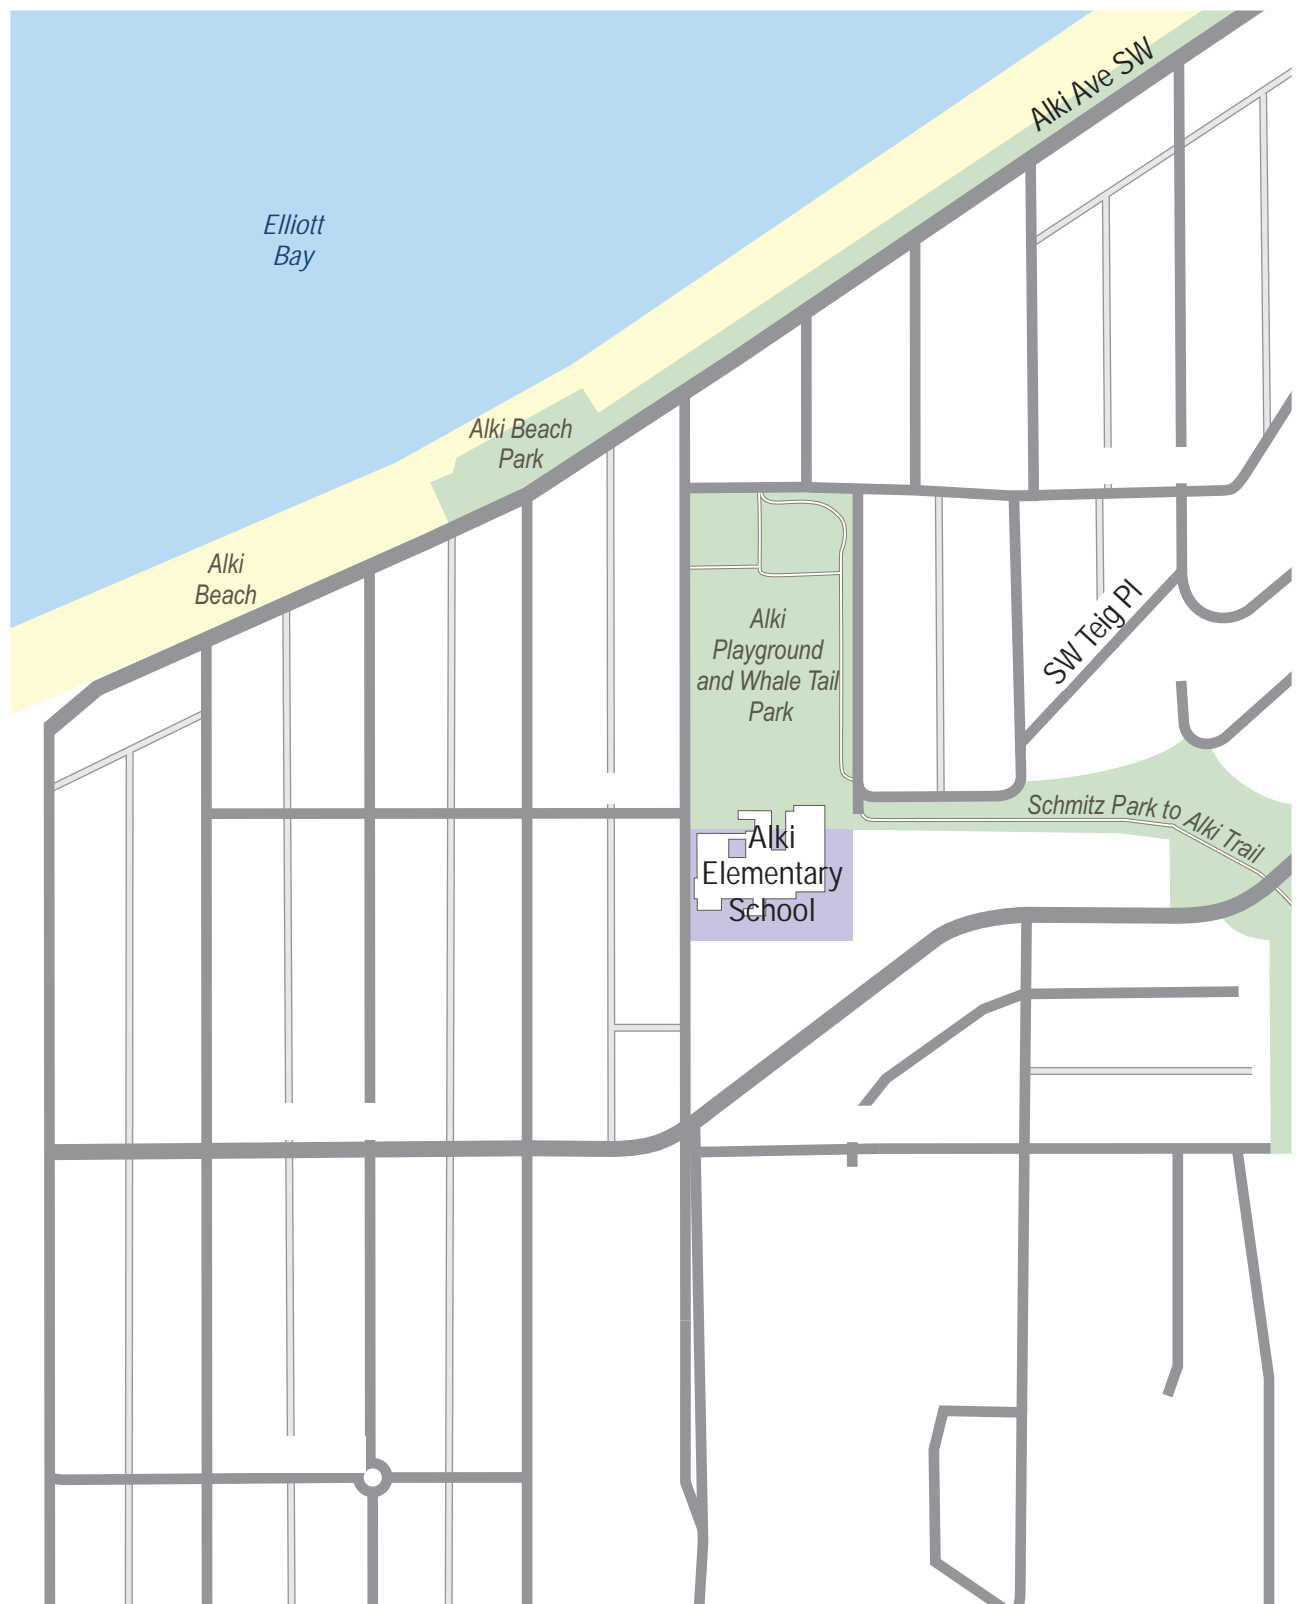 Alki Ave SW
Elliott
Bay
Alki Beach
Park
Alki
Beach
SW Teig Pl
Alki
Playground
and Whale Tail
Park
Schmitz Park to Alki Trail
Alki
Elementary
School